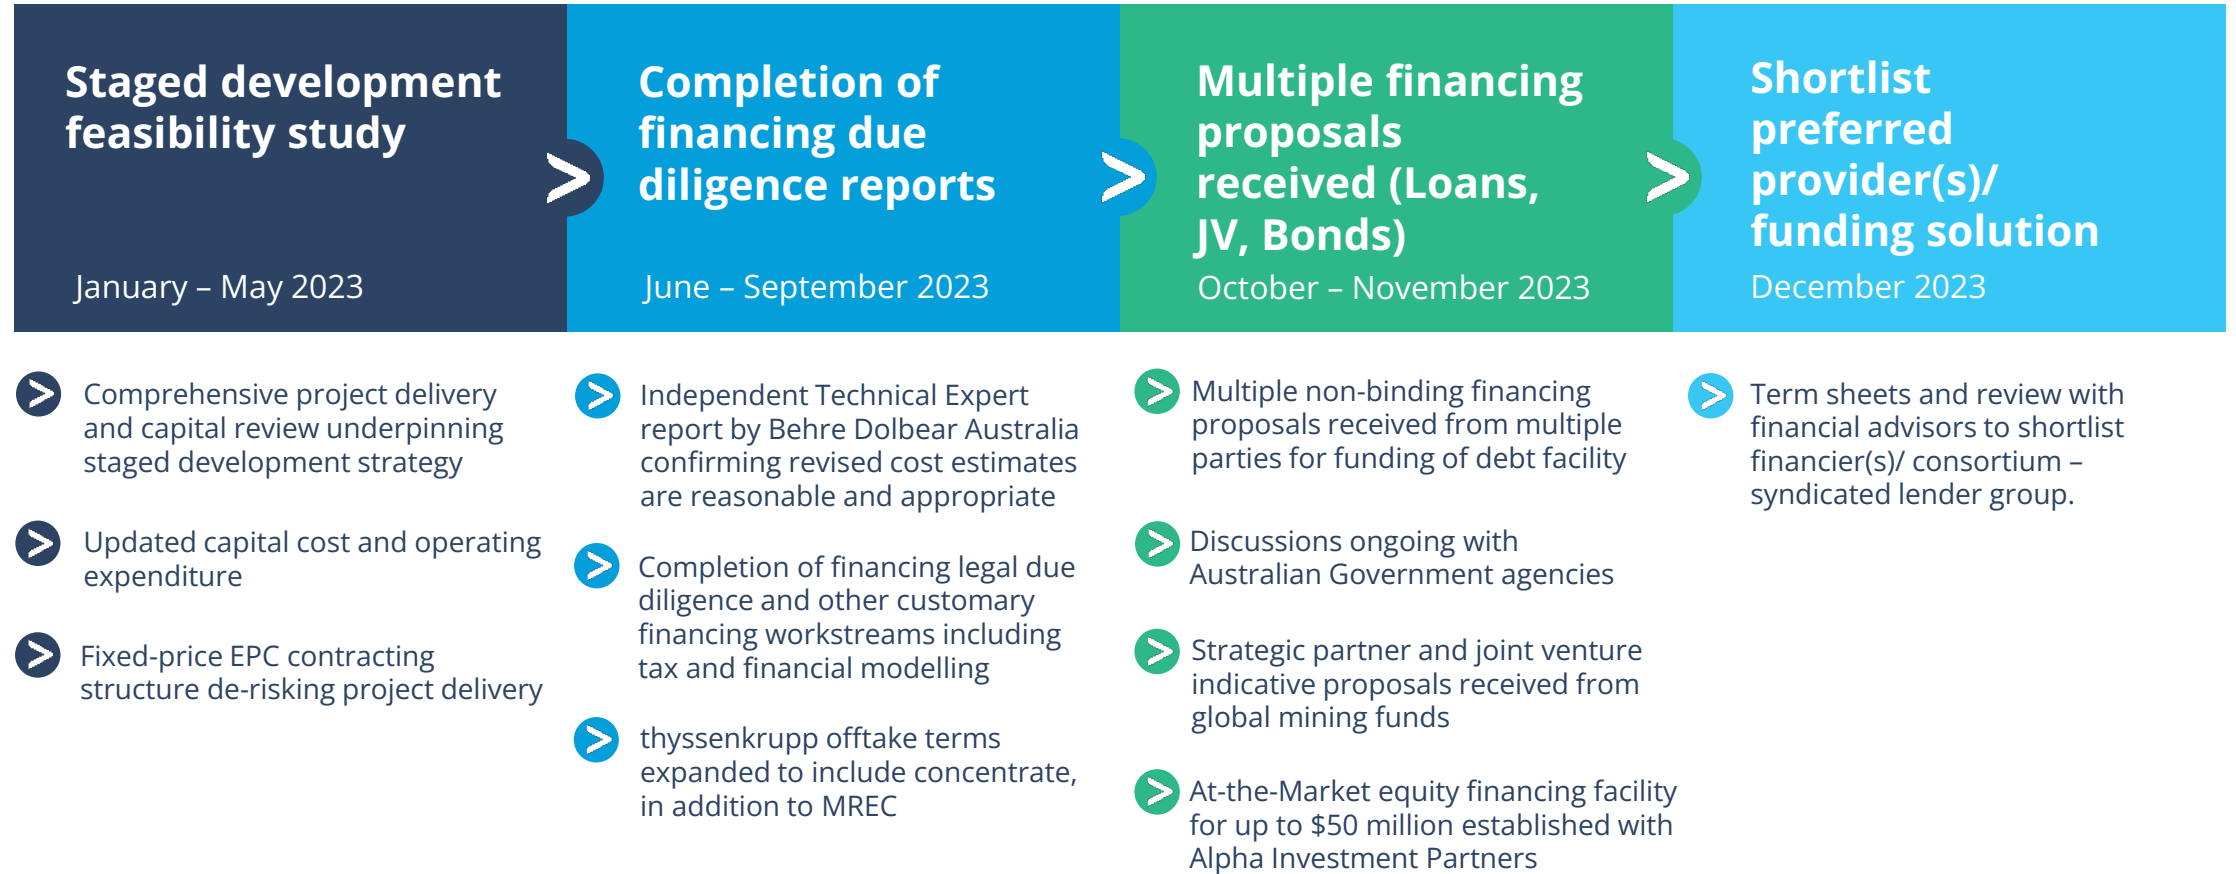 Staged development
feasibility study
January – May 2023
Comprehensive project delivery
and capital review underpinning
staged development strategy
Updated capital cost and operating
expenditure
Fixed-price EPC contracting
structure de-risking project delivery
Completion of
financing due
diligence reports
June – September 2023
Independent Technical Expert
report by Behre Dolbear Australia
confirming revised cost estimates
are reasonable and appropriate
Completion of financing legal due
diligence and other customary
financing workstreams including
tax and financial modelling
thyssenkrupp offtake terms
expanded to include concentrate,
in addition to MREC
Multiple financing
proposals
received (Loans,
JV, Bonds)
October – November 2023
Multiple non-binding financing
proposals received from multiple
parties for funding of debt facility
Discussions ongoing with
Australian Government agencies
Strategic partner and joint venture
indicative proposals received from
global mining funds
At-the-Market equity financing facility
for up to $50 million established with
Alpha Investment Partners
Shortlist
preferred
provider(s)/
funding solution
December 2023
Term sheets and review with
financial advisors to shortlist
financier(s)/ consortium –
syndicated lender group.